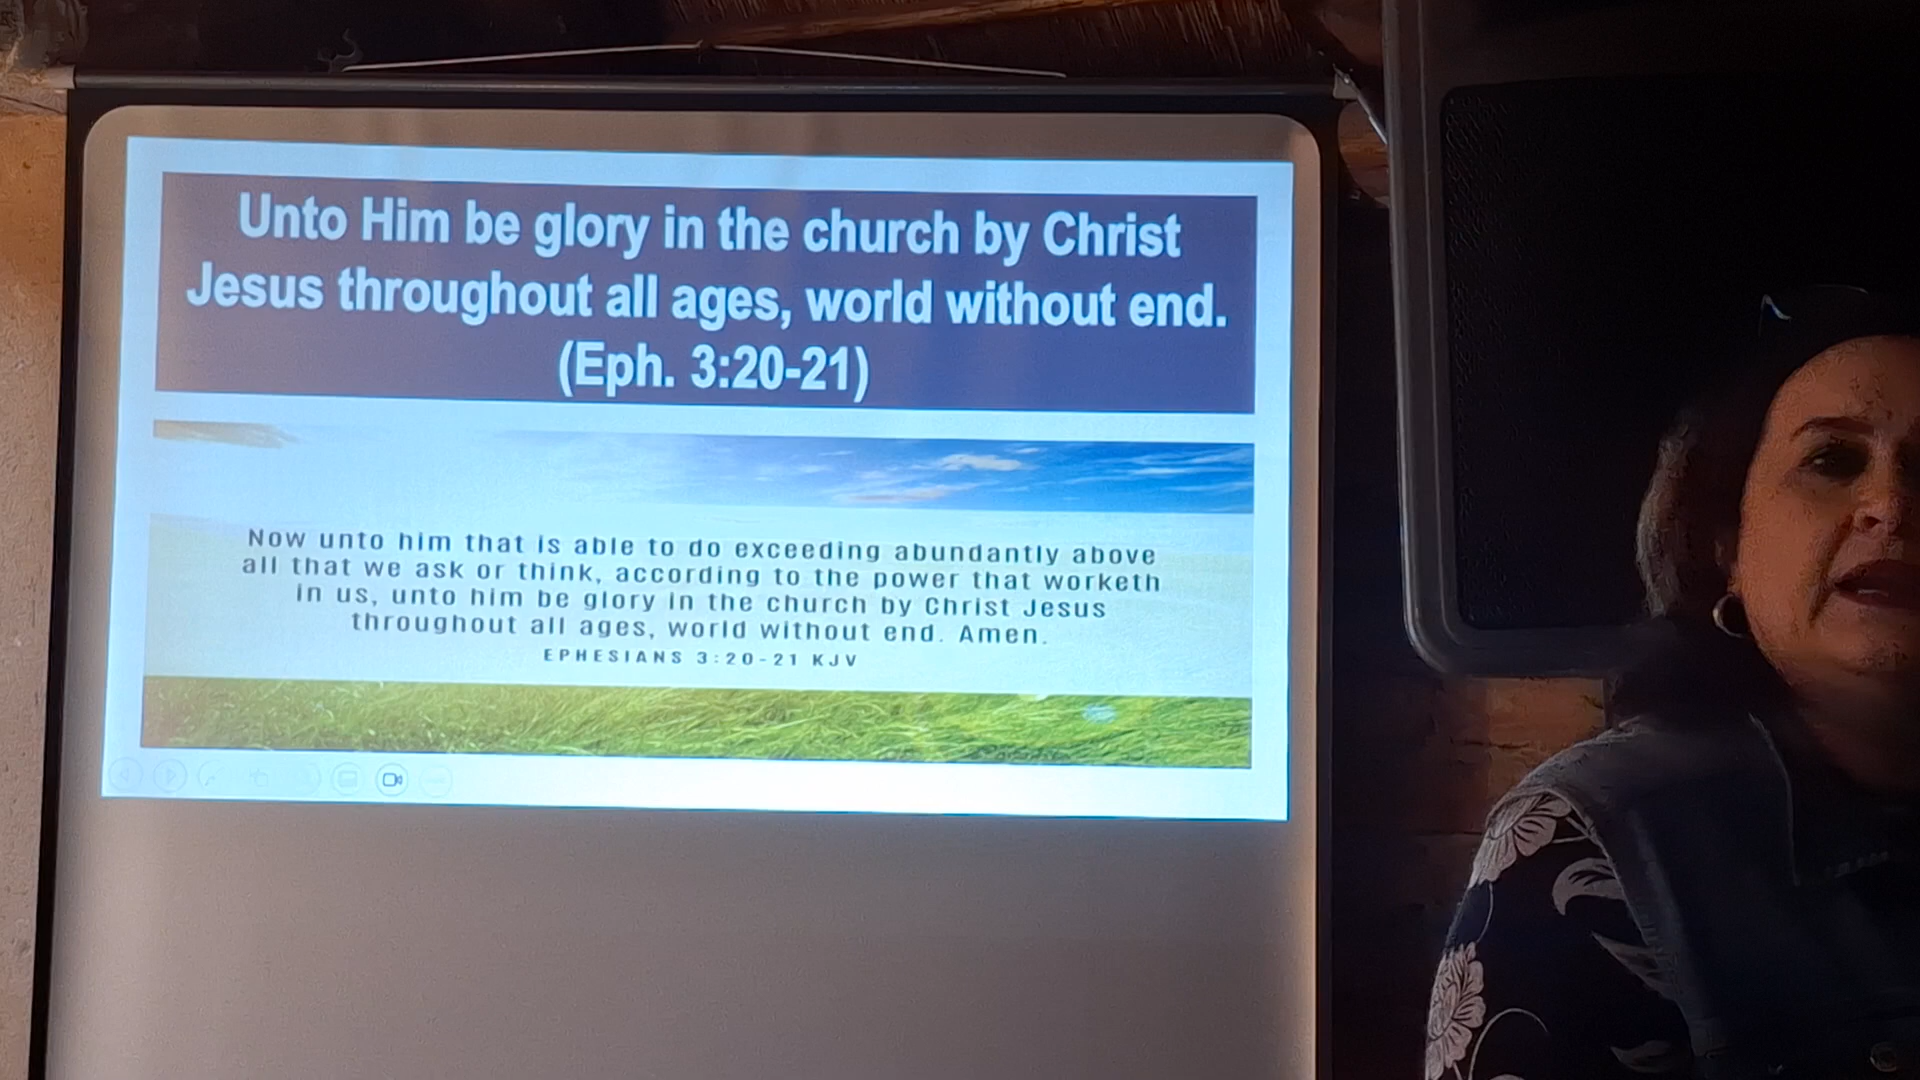 Unto Him be glory in the church by Christ
Jesus throughout all ages, world without end.
(Eph. 3:20-21)
Now unto him that is able to do exceeding abundantly above
all that we ask or think, according to the power that worketh
in us, unto him be glory in the church by Christ Jesus
throughout all ages, world without end. Amen.
EPHESIANS 3:20-21 KJV